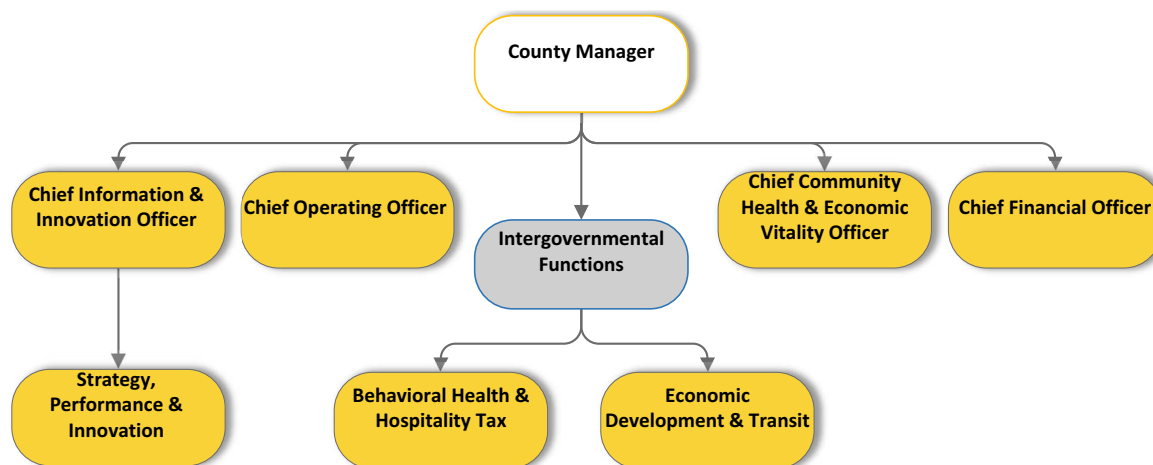 County Manager
Chief Information &
Innovation Officer
Chief Operating Officer
Intergovernmental
Functions
Chief Community
Health & Economic
Vitality Officer
Chief Financial Officer
Strategy,
Performance &
Innovation
Behavioral Health &
Hospitality Tax
Economic
Development & Transit